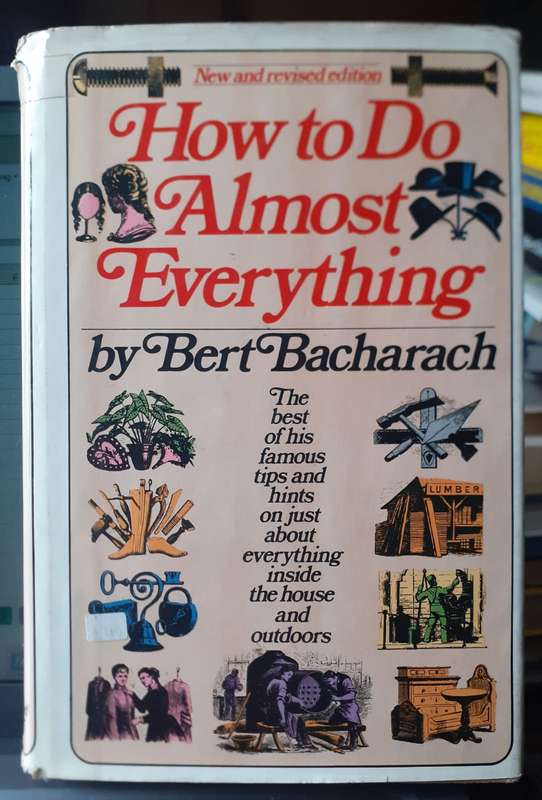 New and revised edition
How to Do
Almost
Everything
by Bert Bacharach
The
best
of his
famous
tips and
hints
on just
about
everything
inside
the house
and
outdoors
LUMBER